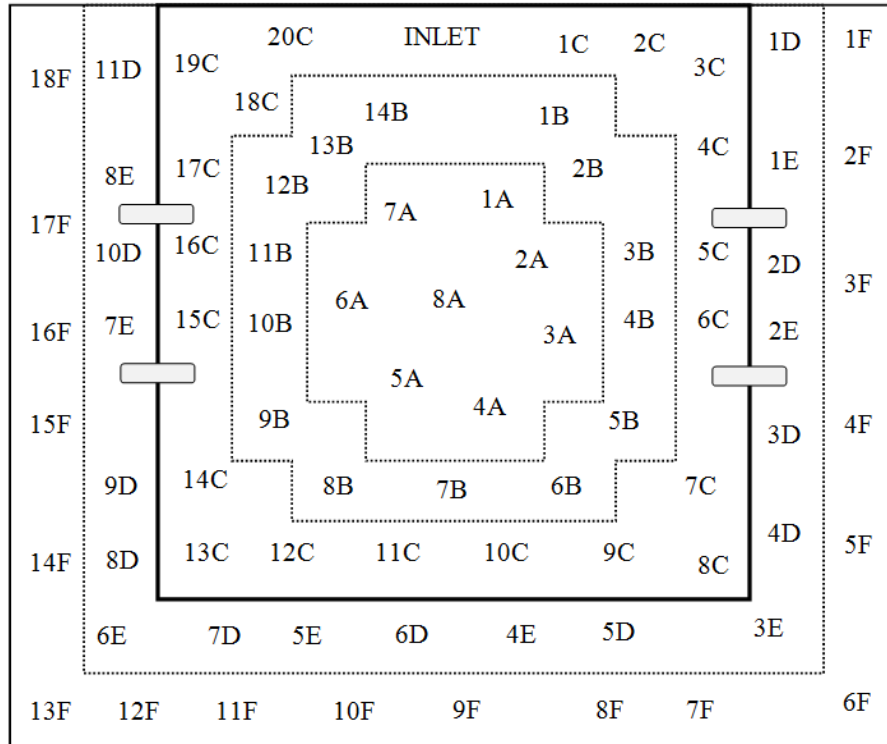 20C INLET 1C 2C 1D 1F
18F 11D 19C 3C
18C 14B 1B
13B 4C 2F
8E 17C 12B 2B 1E
17F 7A 1A
10D 16C 11B 2A 3B 5C 2D
6A 8A 3F
16F 7E 15C 10B 3A 4B 6C 2E
5A
15F 9B 4A 5B 3D 4F
9D 14C 8B 7B 6B 7C
4D
14F 8D 13C 12C 11C 10C 9C 8C 5F
6E 7D 5E 6D 4E 5D 3E
13F 12F 11F 10F 9F 8F 7F 6F